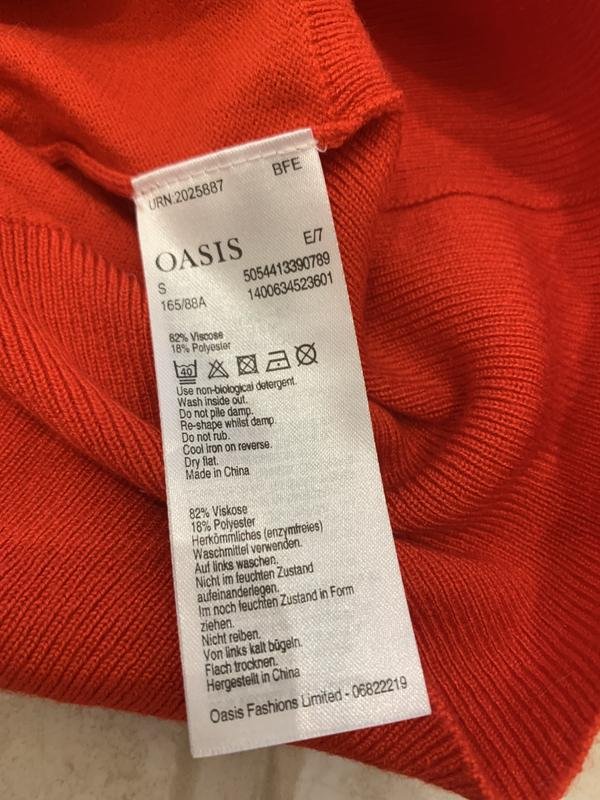 URN:2025887 BFE
OASIS E/7
S 5054413390789
165/88A 1400634523601
82% Viscose
18% Polyester
40
Use non-biological detergent.
Wash inside out.
Do not pile damp.
Re-shape whilst damp.
Do not rub.
Cool iron on reverse.
Dry flat.
Made in China
82% Viskose
18% Polyester
Herkömmliches (enzymfreies)
Waschmittel verwenden.
Auf links waschen.
Nicht im feuchten Zustand
aufeinanderlegen.
Im noch feuchten Zustand in Form
ziehen.
Nicht reiben.
Von links kalt bügeln.
Flach trocknen.
Hergestellt in China
Oasis Fashions Limited - 06822219